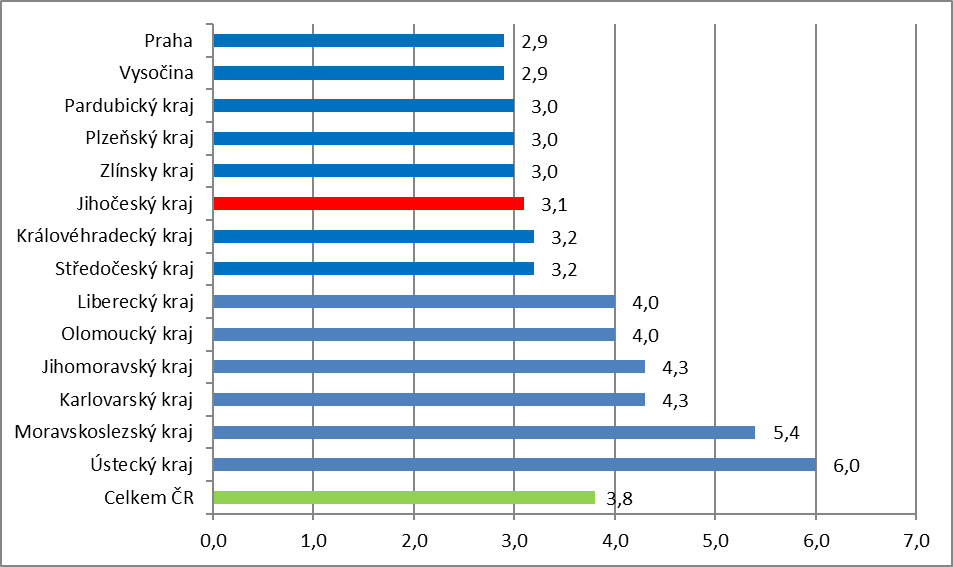 Praha 2,9
Vysočina 2,9
Pardubický kraj 3,0
Plzeňský kraj 3,0
Zlínsky kraj 3,0
Jihočeský kraj 3,1
Královéhradecký kraj 3,2
Středočeský kraj 3,2
Liberecký kraj 4,0
Olomoucký kraj 4,0
Jihomoravský kraj 4,3
Karlovarský kraj 4,3
Moravskoslezský kraj 5,4
Ústecký kraj 6,0
Celkem ČR 3,8
0,0 1,0 2,0 3,0 4,0 5,0 6,0 7,0